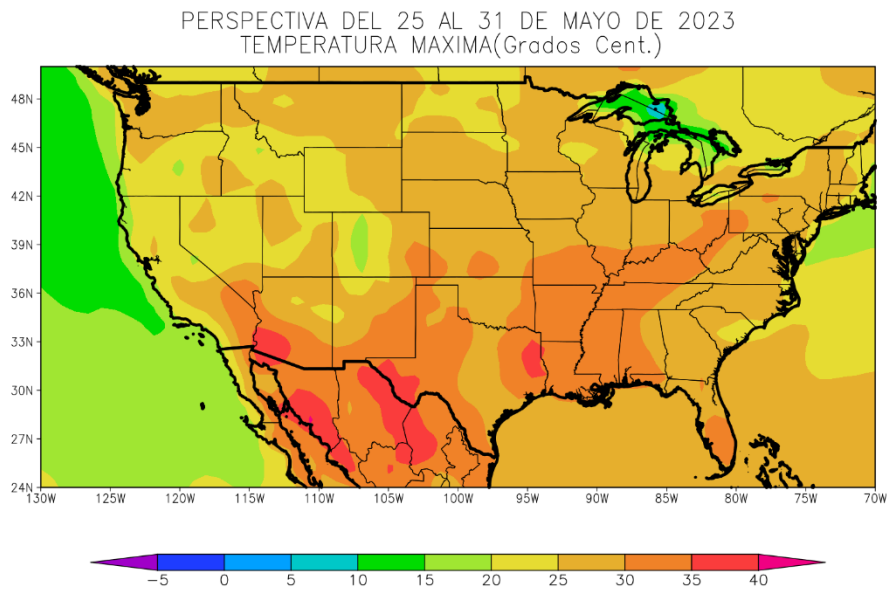 PERSPECTIVA DEL 25 AL 31 DE MAYO DE 2023
TEMPERATURA MAXIMA(Grados Cent.)
48N
45N
42N
39N
36N
33N
30N
27N
24N
130W 125W 120W 115W 110W 105W 100W 95W 90W 85W 80W 75W 70W
-5 0 5 10 15 20 25 30 35 40